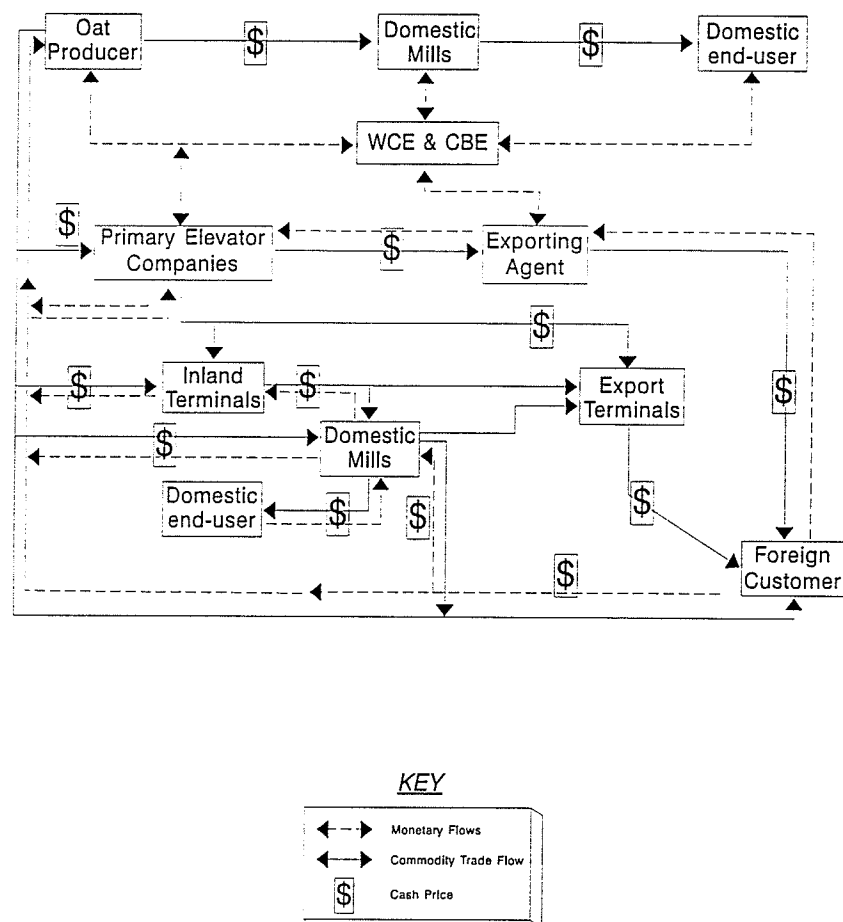 Oat
Producer
$
Domestic
Mills
$
Domestic
end-user
WCE & CBE
$
Primary Elevator
Companies
$
Exporting
Agent
$
Inland
Terminals
$
$
Export
Terminals
$
$
Domestic
Mills
$
Domestic
end-user
$
$
$
$
Foreign
Customer
KEY
Monetary Flows
Commodity Trade Flow
$ Cash Price